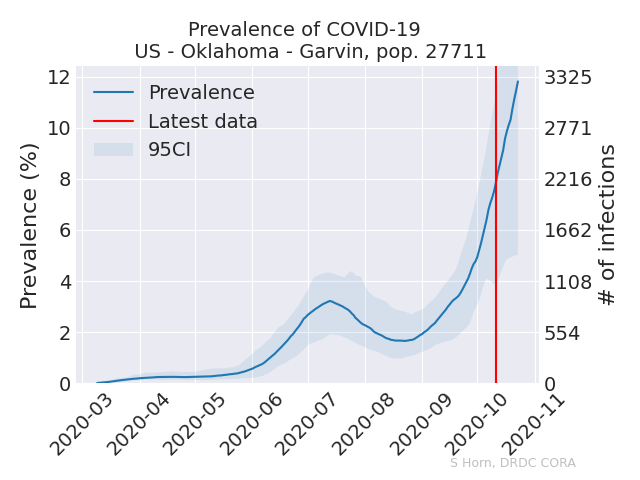 Prevalence of COVID-19
US - Oklahoma - Garvin, pop. 27711
Prevalence
Latest data
95CI
Prevalence (%)
12
10
8
6
4
2
0
3325
2771
2216
1662
1108
554
0
# of infections
2020-03
2020-04
2020-05
2020-06
2020-07
2020-08
2020-09
2020-10
2020-11
S Horn, DRDC CORA